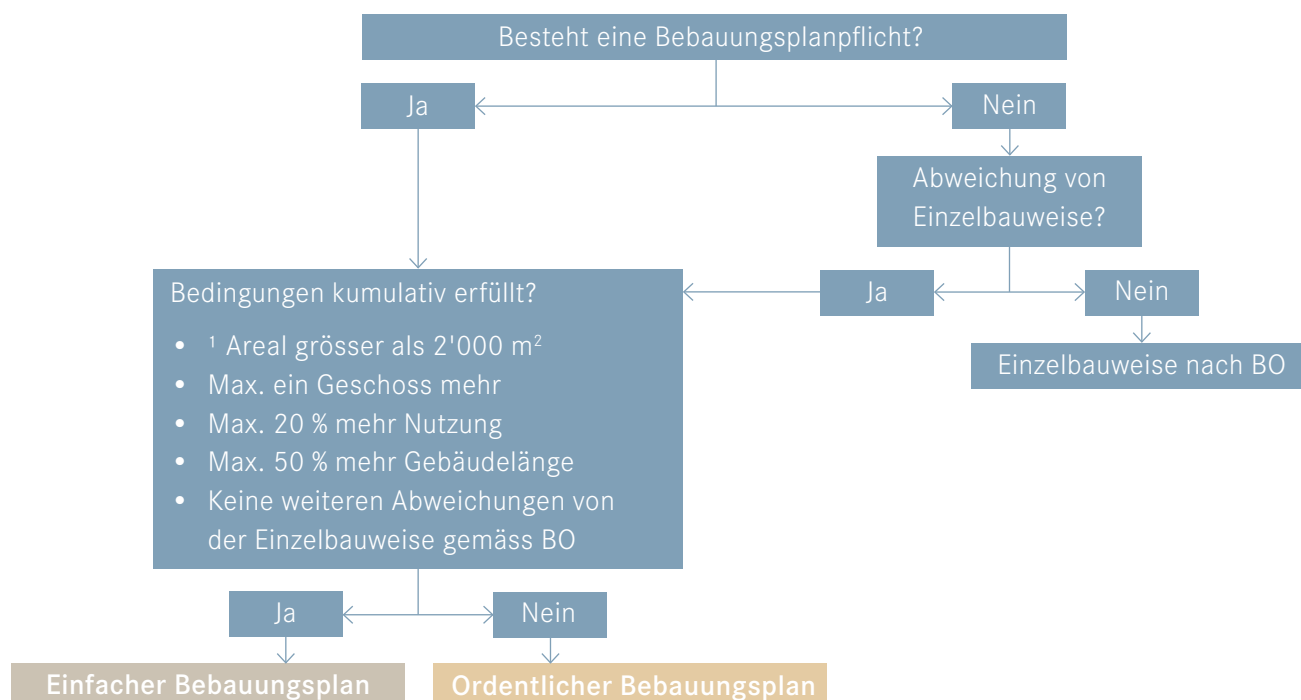 Besteht eine Bebauungsplanpflicht?
Ja
Nein
Abweichung von
Einzelbauweise?
Ja
Nein
Einzelbauweise nach BO
Bedingungen kumulativ erfüllt?
• ¹ Areal grösser als 2'000 m²
• Max. ein Geschoss mehr
• Max. 20 % mehr Nutzung
• Max. 50 % mehr Gebäudelänge
• Keine weiteren Abweichungen von
der Einzelbauweise gemäss BO
Ja
Nein
Einfacher Bebauungsplan
Ordentlicher Bebauungsplan